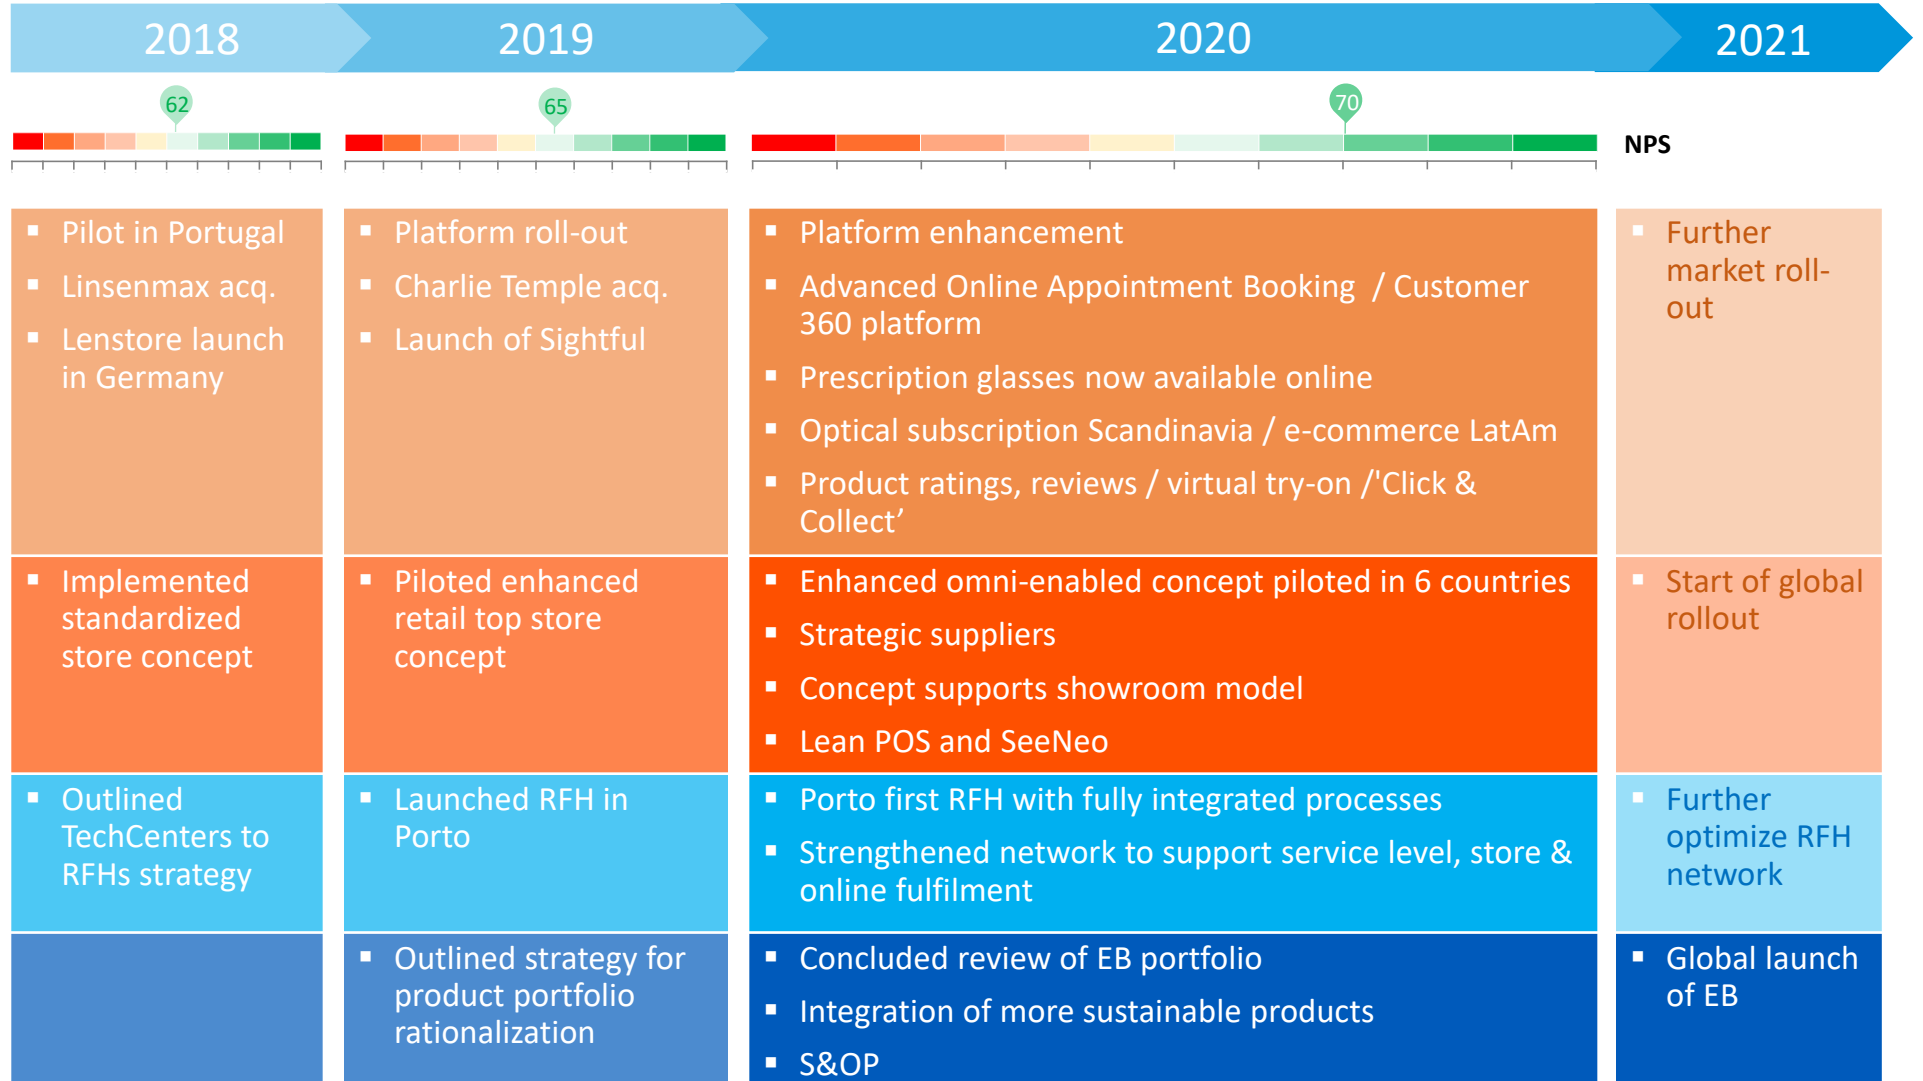 2018
2019
2020
2021
62
65
70
NPS
▪ Pilot in Portugal
▪ Linsenmax acq.
▪ Lenstore launch
in Germany
▪ Platform roll-out
▪ Charlie Temple acq.
▪ Launch of Sightful
▪ Platform enhancement
▪ Advanced Online Appointment Booking / Customer
360 platform
▪ Prescription glasses now available online
▪ Optical subscription Scandinavia / e-commerce LatAm
▪ Product ratings, reviews / virtual try-on /'Click &
Collect’
▪ Further
market roll-
out
▪ Implemented
standardized
store concept
▪ Piloted enhanced
retail top store
concept
▪ Enhanced omni-enabled concept piloted in 6 countries
▪ Strategic suppliers
▪ Concept supports showroom model
▪ Lean POS and SeeNeo
▪ Start of global
rollout
▪ Outlined
TechCenters to
RFHs strategy
▪ Launched RFH in
Porto
▪ Porto first RFH with fully integrated processes
▪ Strengthened network to support service level, store &
online fulfilment
▪ Further
optimize RFH
network
▪ Outlined strategy for
product portfolio
rationalization
▪ Concluded review of EB portfolio
▪ Integration of more sustainable products
▪ S&OP
▪ Global launch
of EB